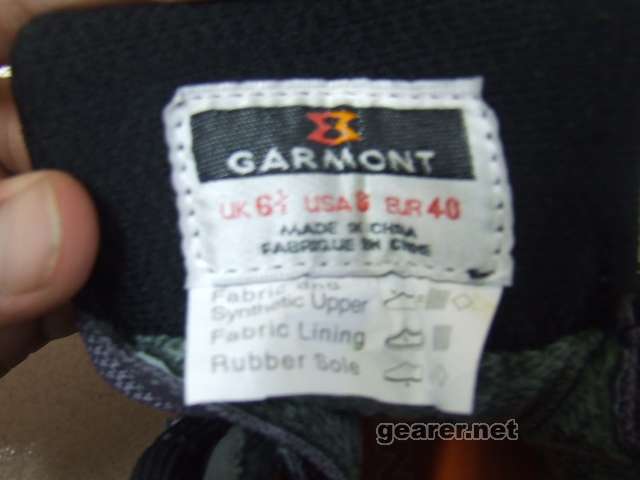 GARMONT
UK 6½ USA 8 EUR 40
MADE IN CHINA
FABRIQUE EN CHINE
Fabric and
Synthetic Upper
Fabric Lining
Rubber Sole
gearer.net